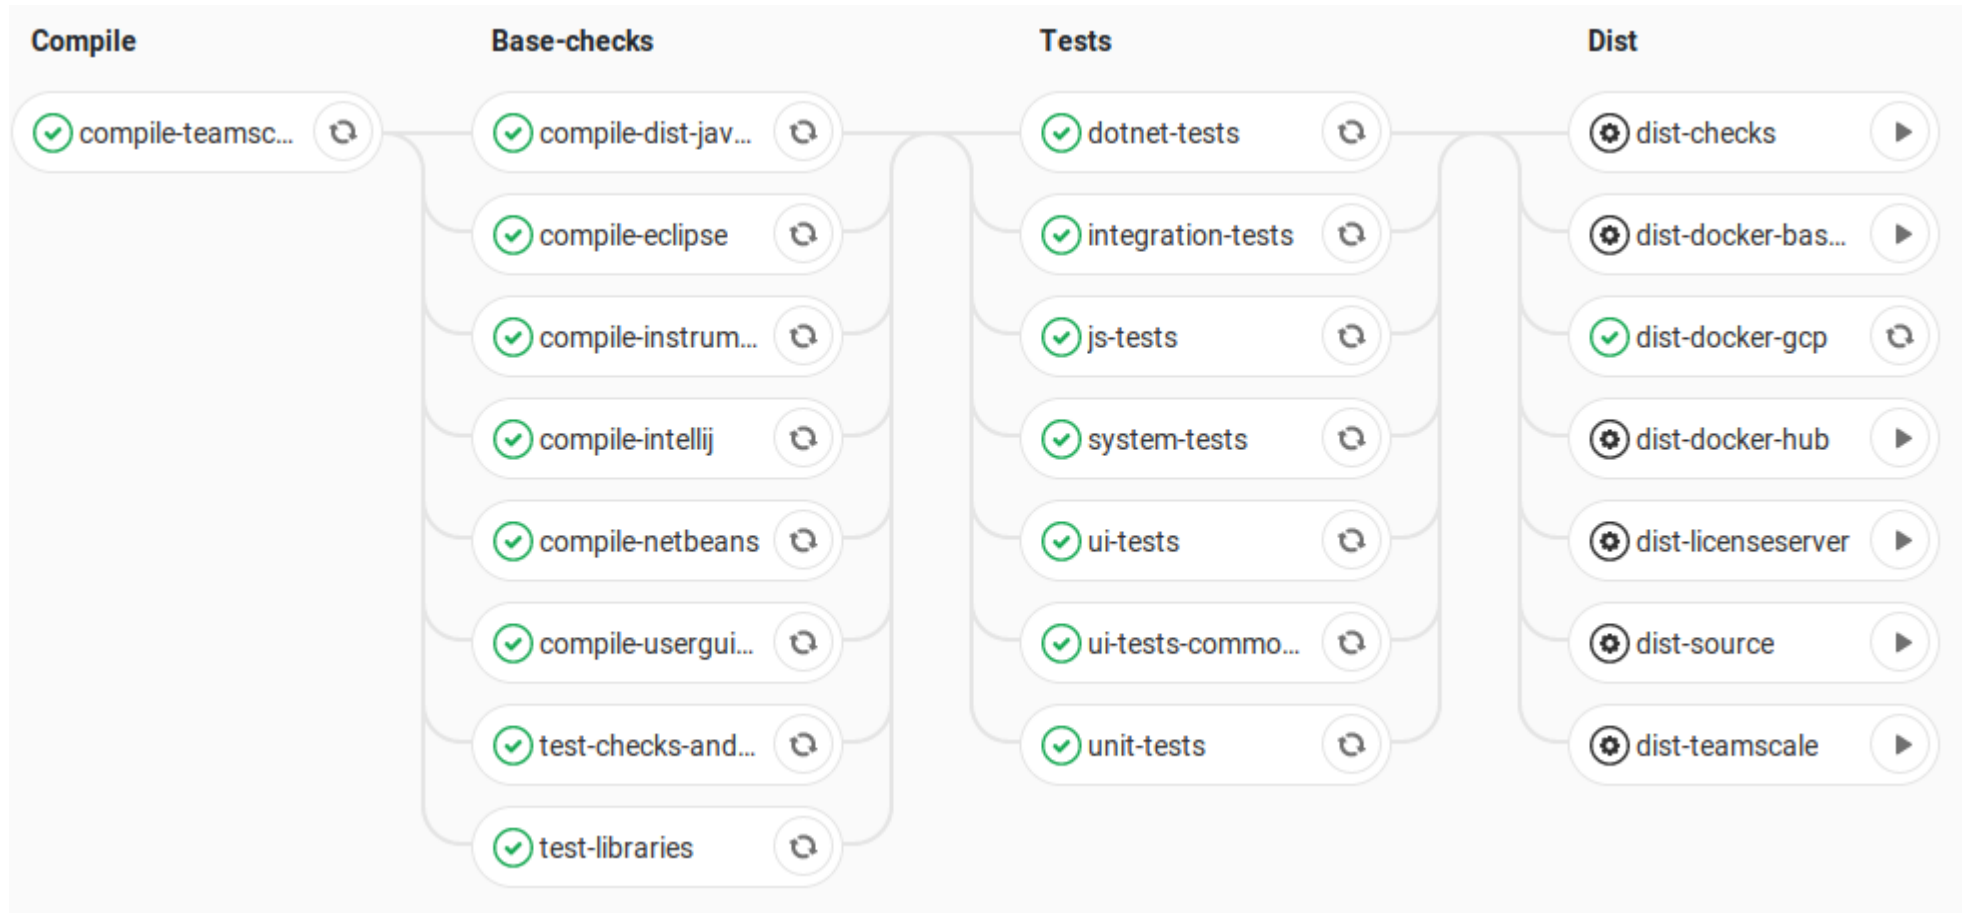 Compile
Base-checks
Tests
Dist
compile-teamsc...
compile-dist-jav...
dotnet-tests
dist-checks
compile-eclipse
integration-tests
dist-docker-bas...
compile-instrum...
js-tests
dist-docker-gcp
compile-intellij
system-tests
dist-docker-hub
compile-netbeans
ui-tests
dist-licenseserver
compile-usergui...
ui-tests-commo...
dist-source
test-checks-and...
unit-tests
dist-teamscale
test-libraries